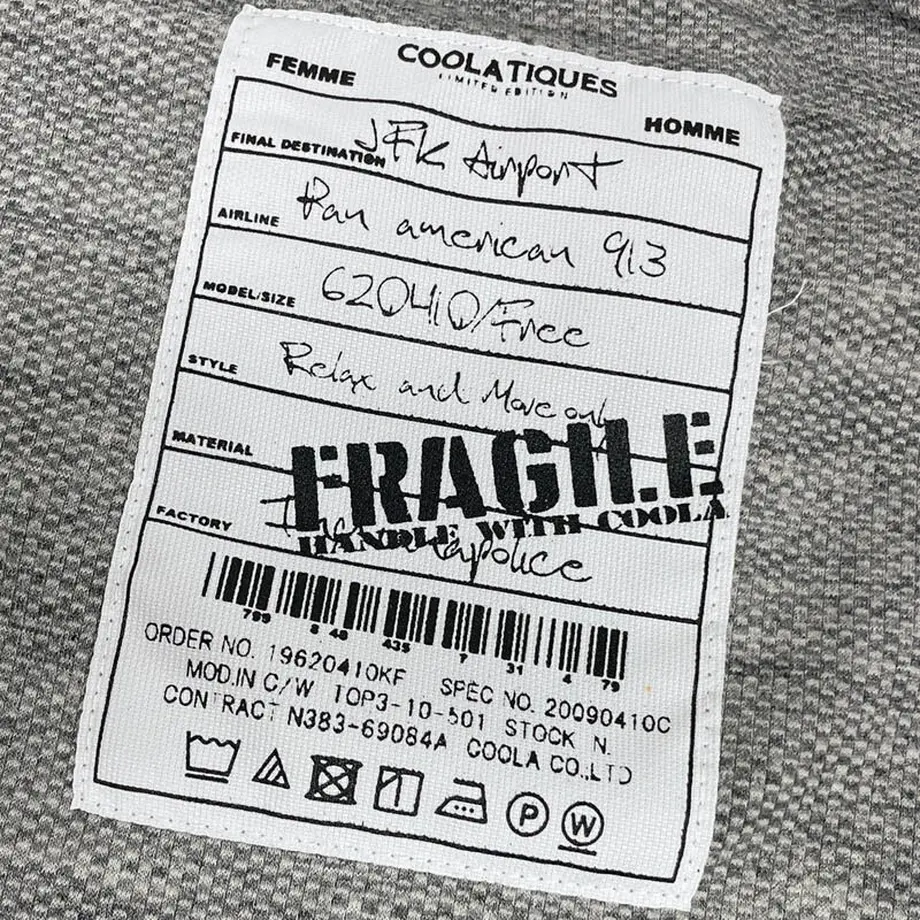 COOLATIQUES
LIMITED EDITION
FEMME HOMME
FINAL DESTINATION JFK Airport
AIRLINE Pan american 913
MODEL/SIZE 620410/Free
STYLE Relax and Move out
MATERIAL
FRAGILE
HANDLE WITH COOLA
FACTORY
799 8 48 435 7 31 4 79
ORDER NO. 19620410KF SPEC NO. 20090410C
MOD.IN C/W TOP3-10-501 STOCK N.
CONTRACT N383-69084A COOLA CO.,LTD
P W